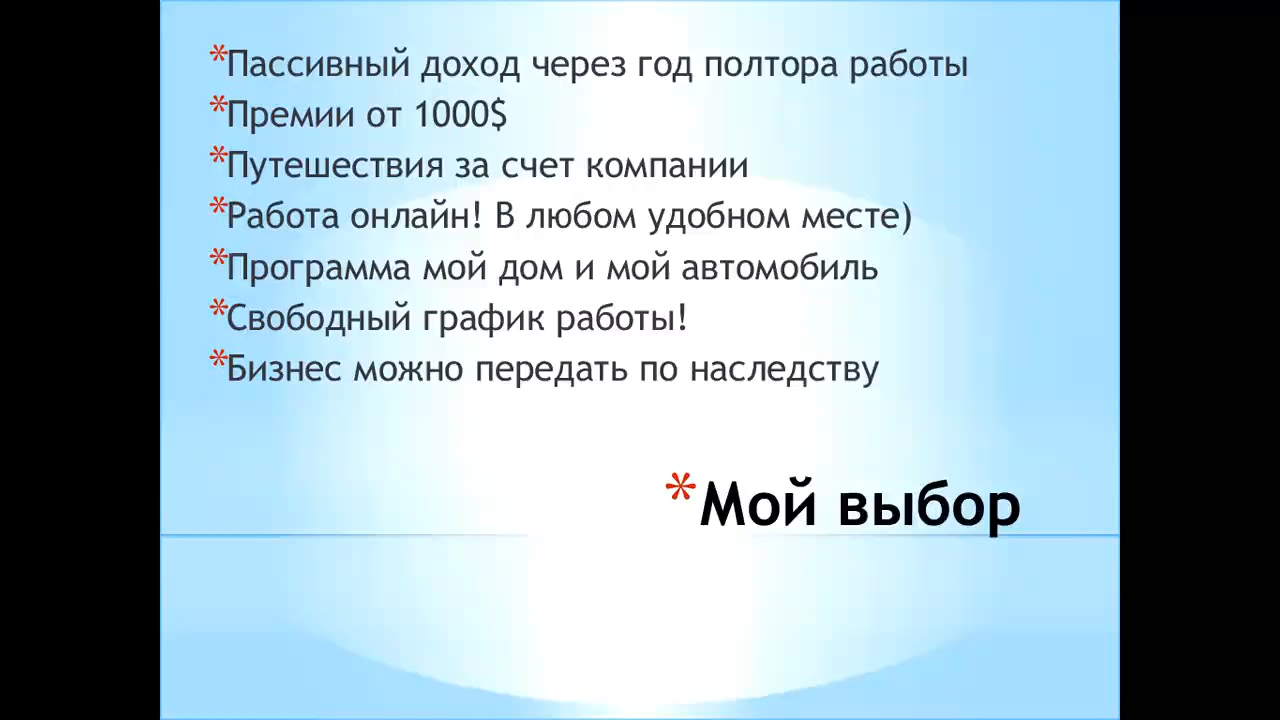 *Пассивный доход через год полтора работы
*Премии от 1000$
*Путешествия за счет компании
*Работа онлайн! В любом удобном месте)
*Программа мой дом и мой автомобиль
*Свободный график работы!
*Бизнес можно передать по наследству
*Мой выбор